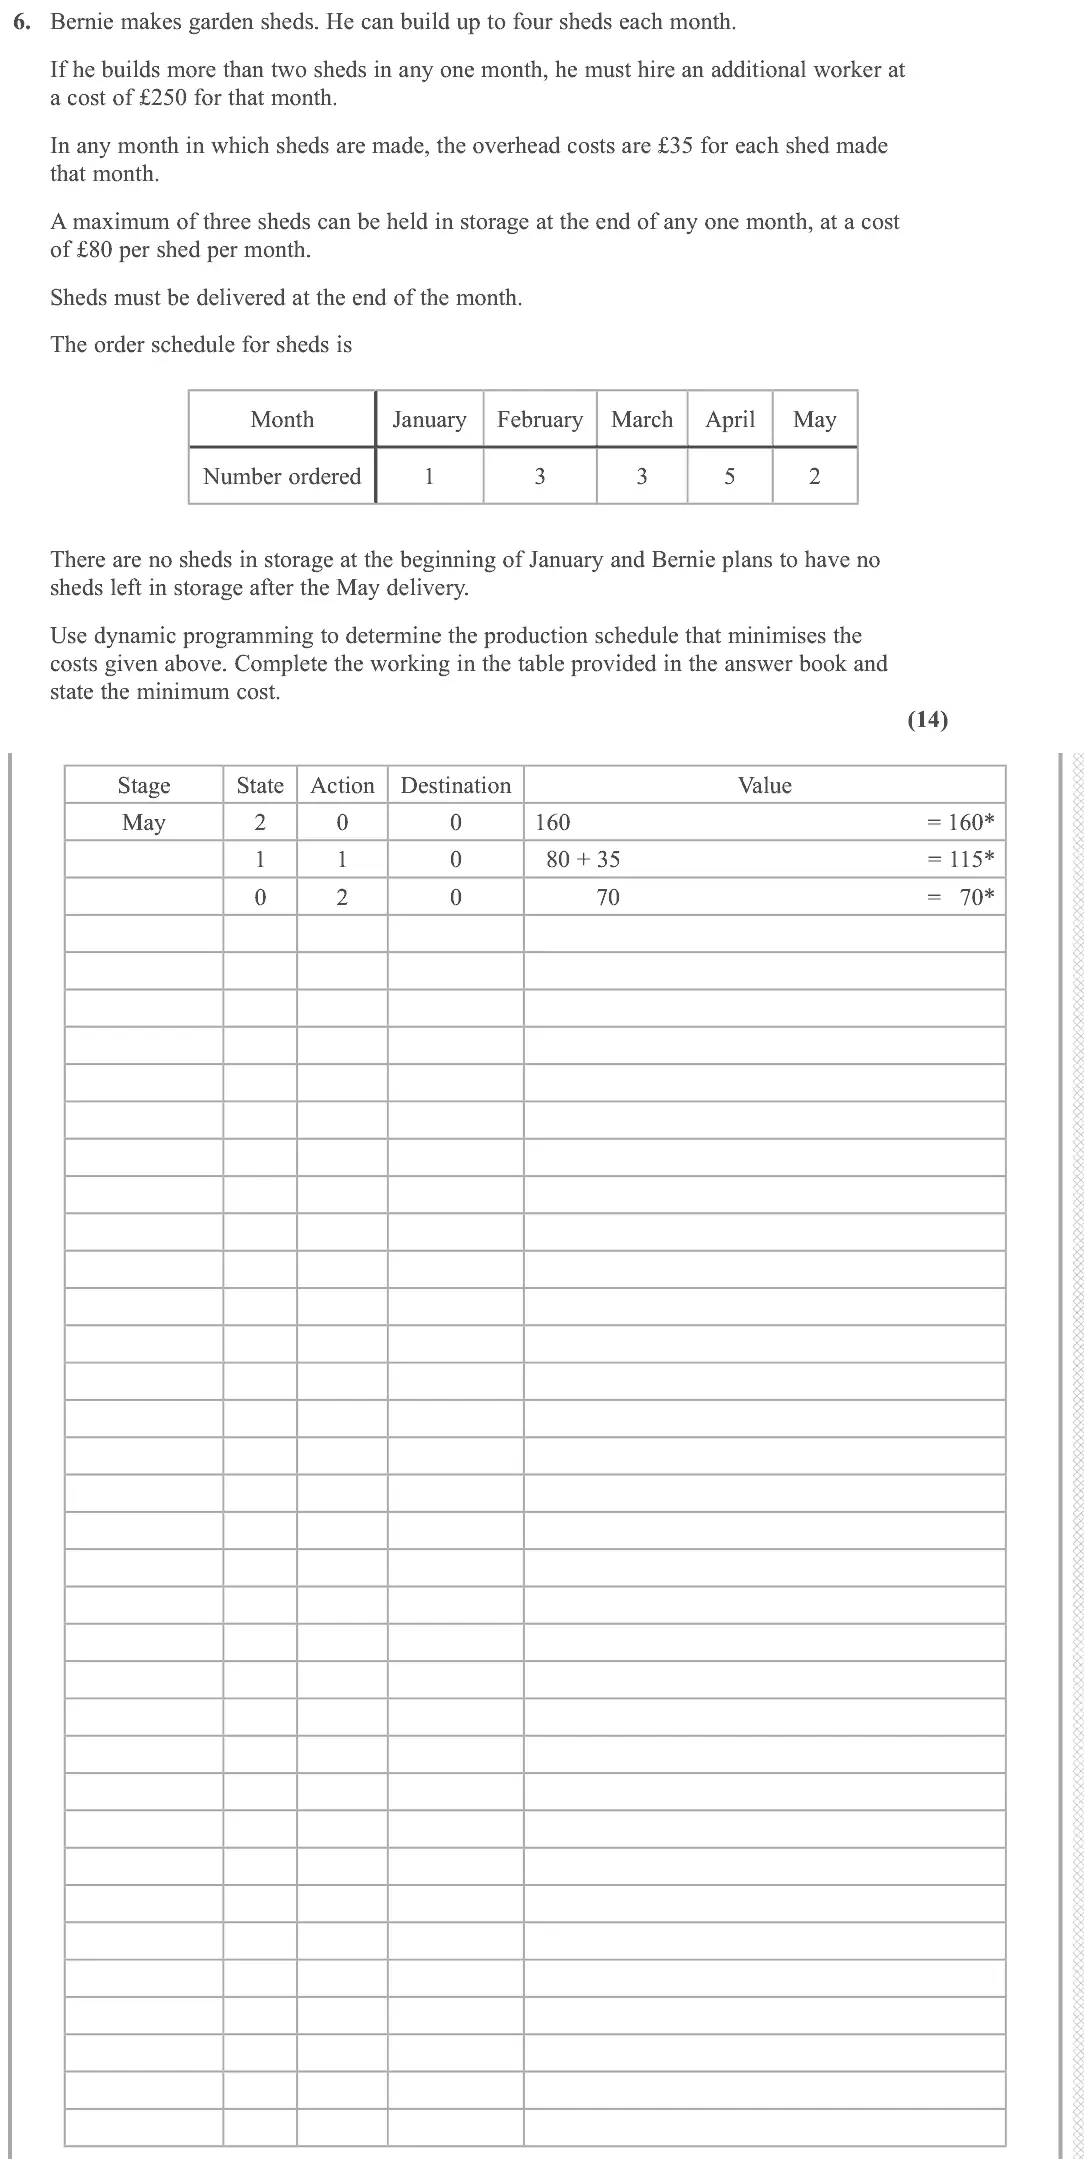 6. Bernie makes garden sheds. He can build up to four sheds each month.
If he builds more than two sheds in any one month, he must hire an additional worker at
a cost of £250 for that month.
In any month in which sheds are made, the overhead costs are £35 for each shed made
that month.
A maximum of three sheds can be held in storage at the end of any one month, at a cost
of £80 per shed per month.
Sheds must be delivered at the end of the month.
The order schedule for sheds is
Month January February March April May
Number ordered 1 3 3 5 2
There are no sheds in storage at the beginning of January and Bernie plans to have no
sheds left in storage after the May delivery.
Use dynamic programming to determine the production schedule that minimises the
costs given above. Complete the working in the table provided in the answer book and
state the minimum cost.
(14)
Stage State Action Destination Value
May 2 0 0 160 = 160*
1 1 0 80 + 35 = 115*
0 2 0 70 = 70*